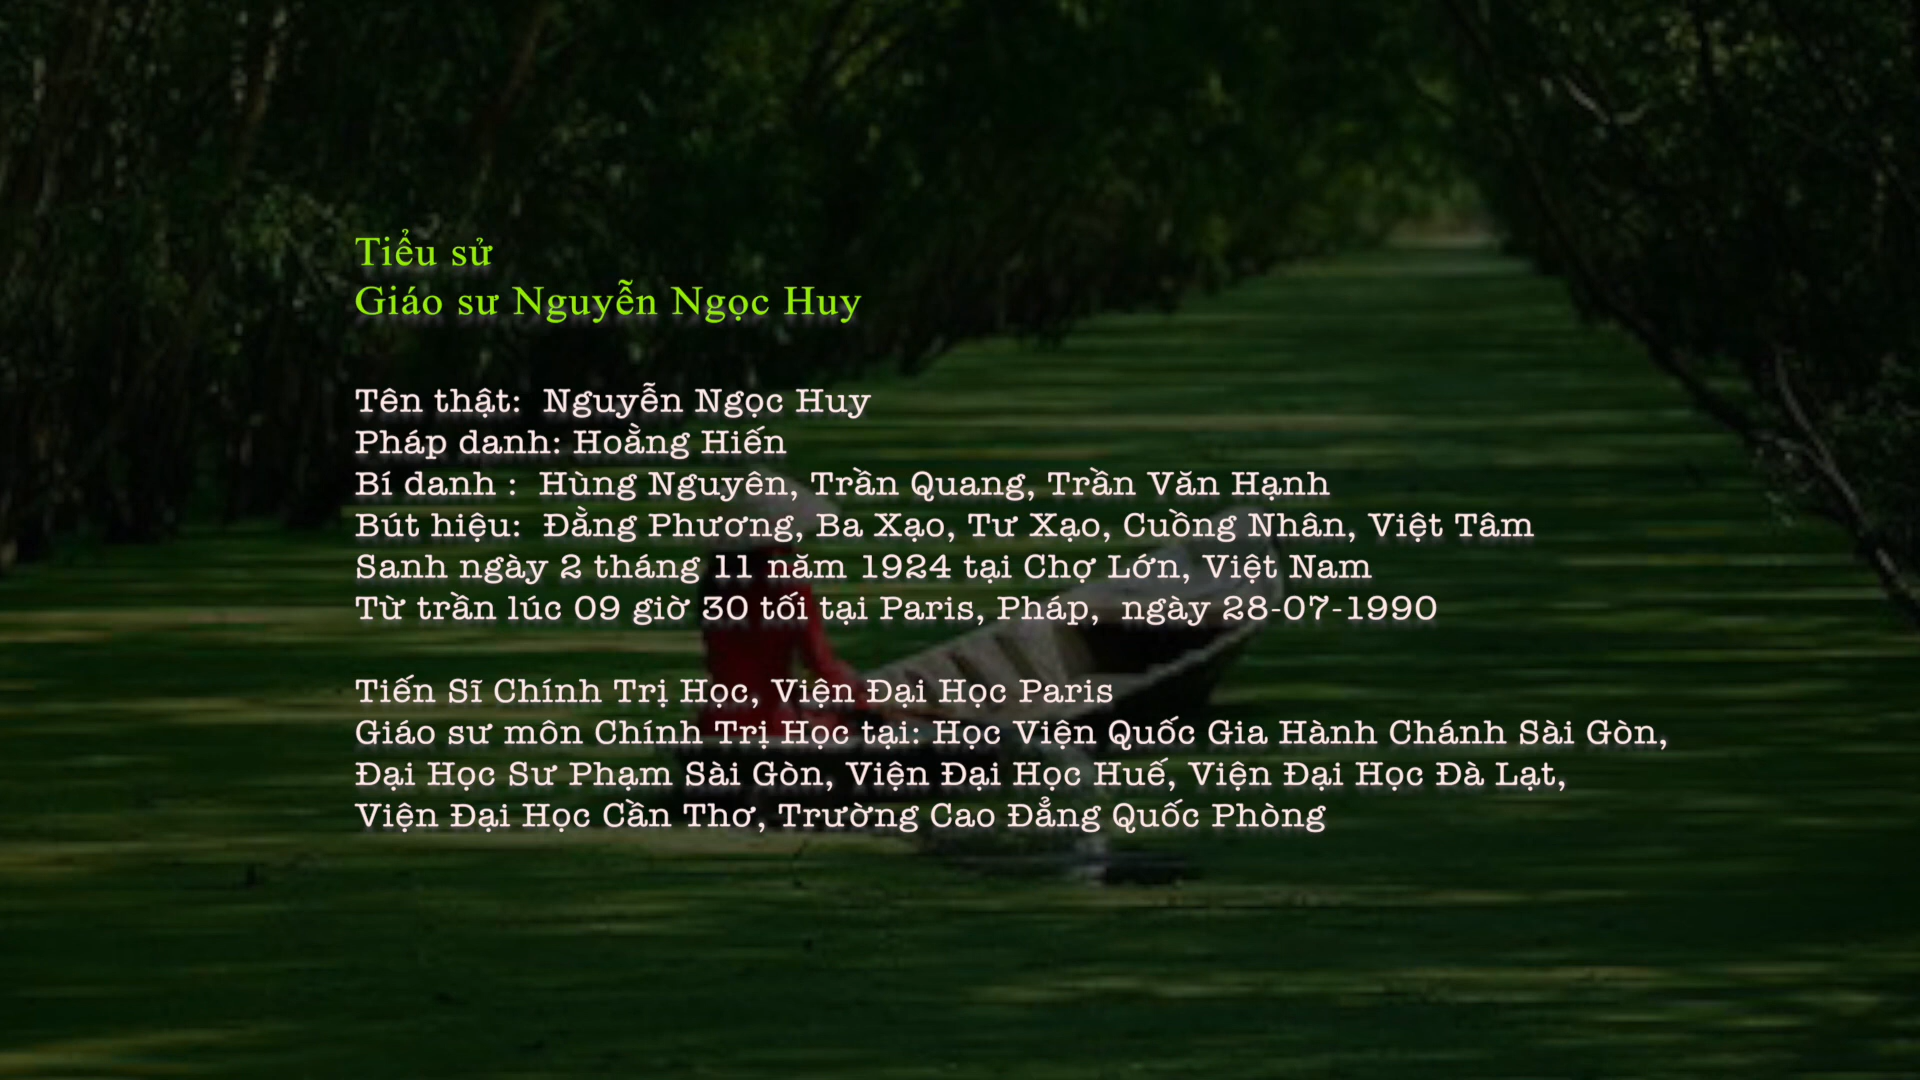 Tiểu sử
Giáo sư Nguyễn Ngọc Huy
Tên thật: Nguyễn Ngọc Huy
Pháp danh: Hoằng Hiến
Bí danh : Hùng Nguyên, Trần Quang, Trần Văn Hạnh
Bút hiệu: Đằng Phương, Ba Xạo, Tư Xạo, Cuồng Nhân, Việt Tâm
Sanh ngày 2 tháng 11 năm 1924 tại Chợ Lớn, Việt Nam
Từ trần lúc 09 giờ 30 tối tại Paris, Pháp, ngày 28-07-1990
Tiến Sĩ Chính Trị Học, Viện Đại Học Paris
Giáo sư môn Chính Trị Học tại: Học Viện Quốc Gia Hành Chánh Sài Gòn,
Đại Học Sư Phạm Sài Gòn, Viện Đại Học Huế, Viện Đại Học Đà Lạt,
Viện Đại Học Cần Thơ, Trường Cao Đẳng Quốc Phòng